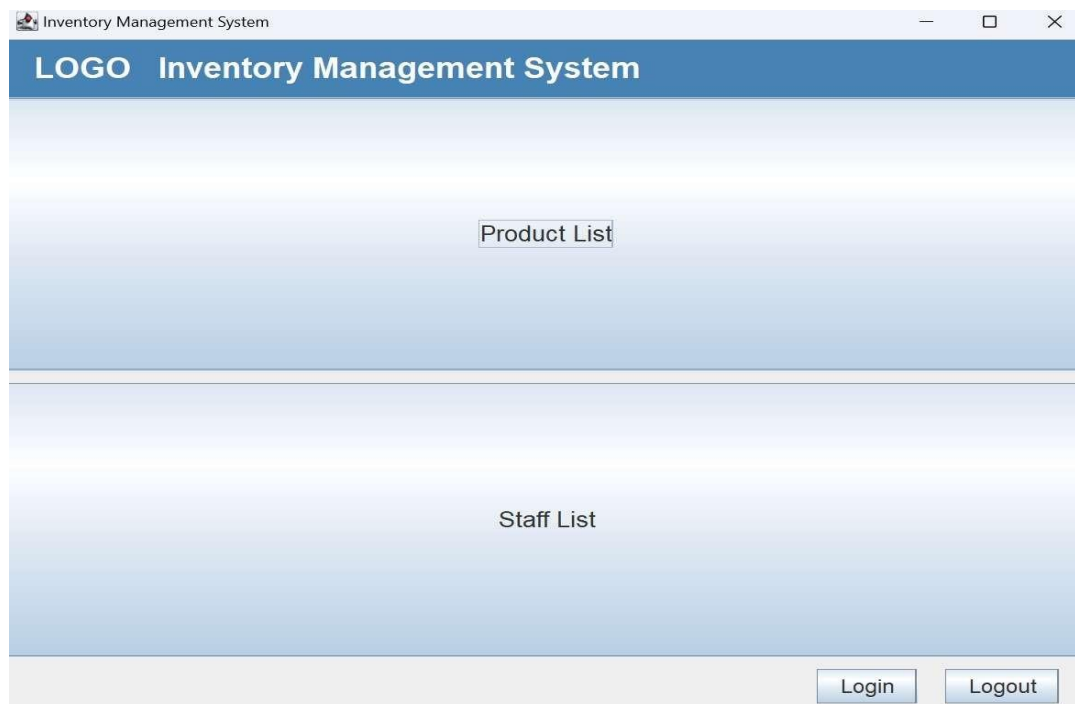 Inventory Management System
LOGO Inventory Management System
Product List
Staff List
Login Logout